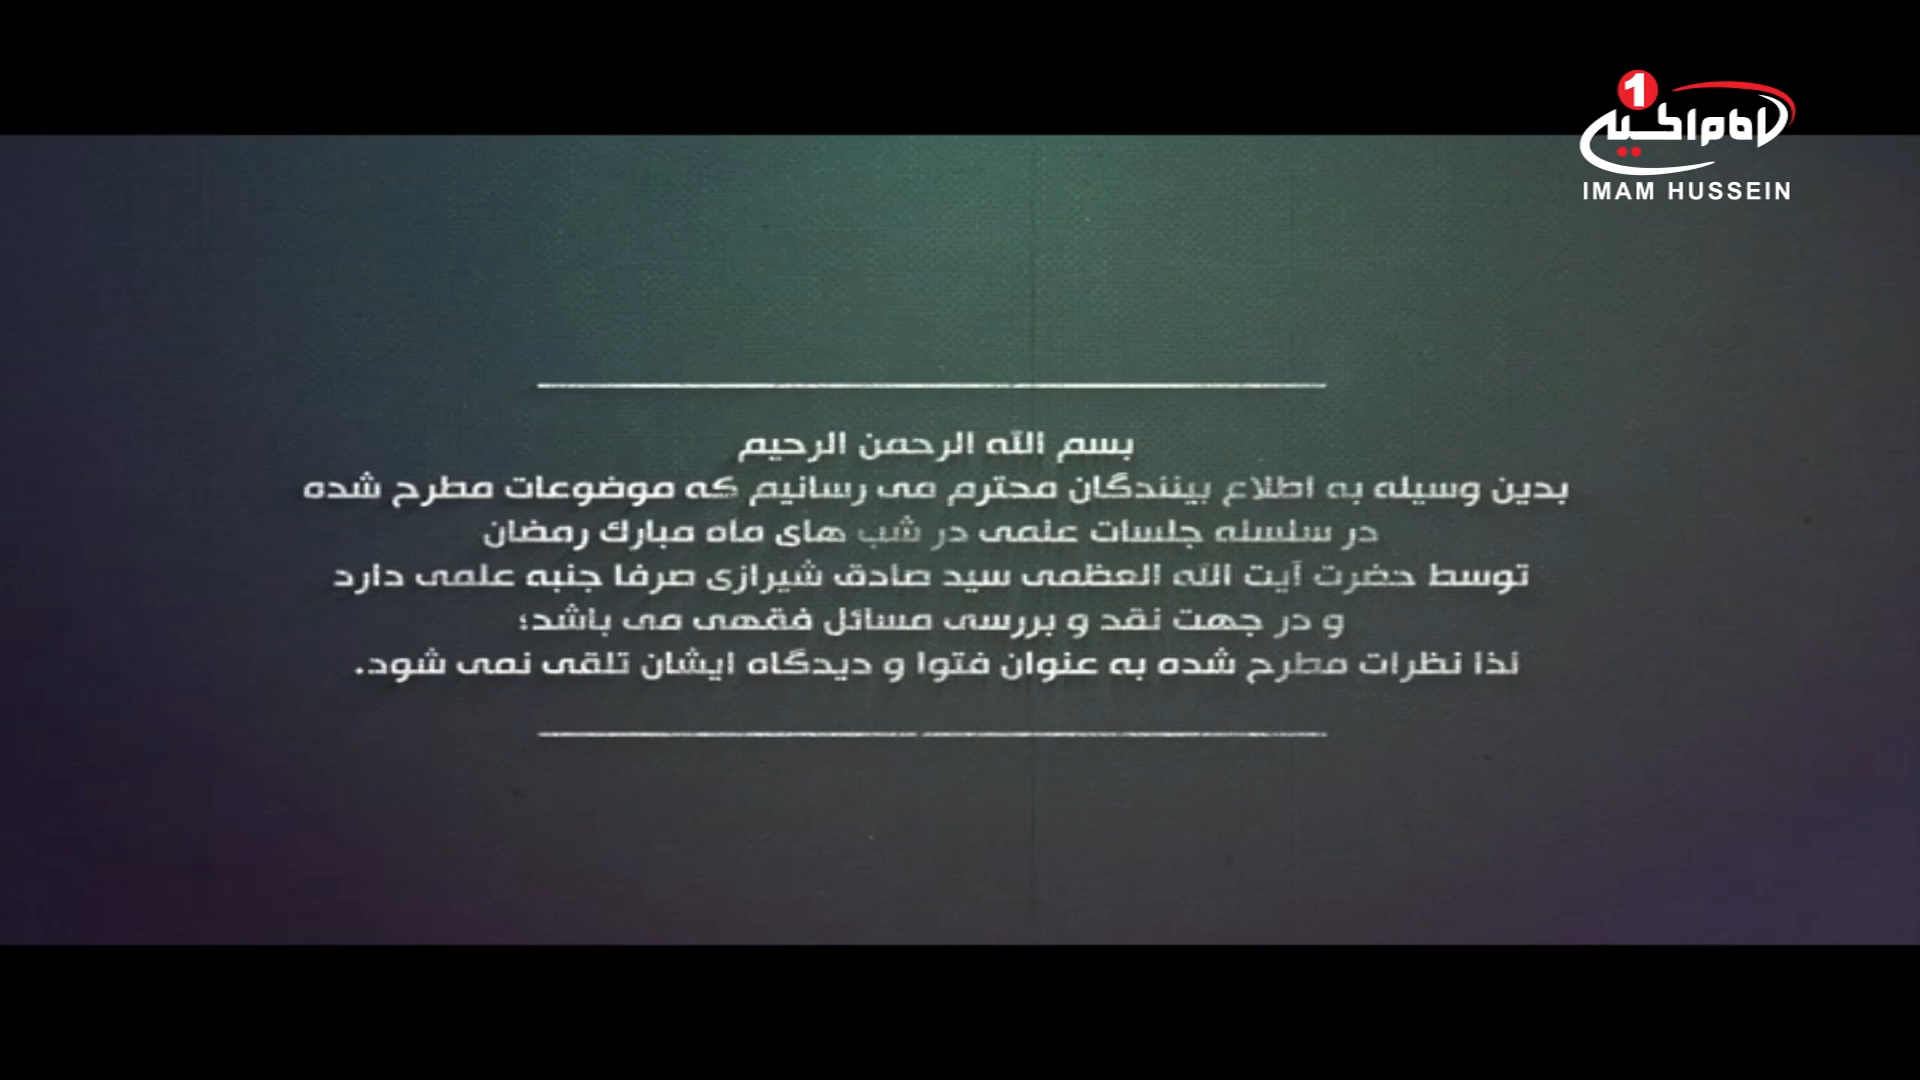 1
IMAM HUSSEIN
بسم الله الرحمن الرحیم
بدین وسیله به اطلاع بینندگان محترم می رسانیم که موضوعات مطرح شده
در سلسله جلسات علمی در شب های ماه مبارک رمضان
توسط حضرت آیت الله العظمی سید صادق شیرازی صرفا جنبه علمی دارد
و در جهت نقد و بررسی مسائل فقهی می باشد؛
لذا نظرات مطرح شده به عنوان فتوا و دیدگاه ایشان تلقی نمی شود.